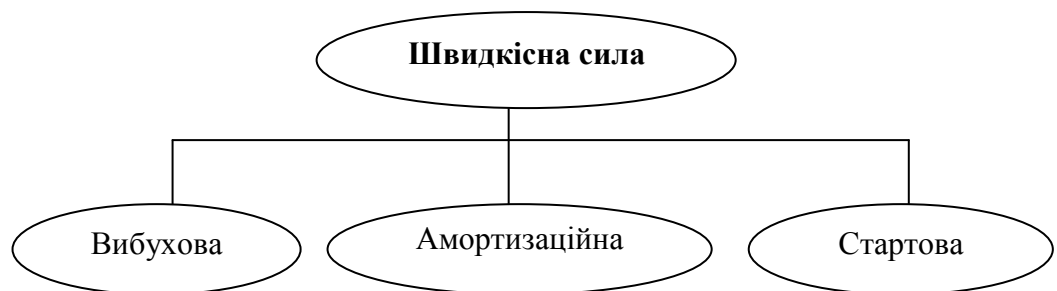 Швидкісна сила
Вибухова
Амортизаційна
Стартова